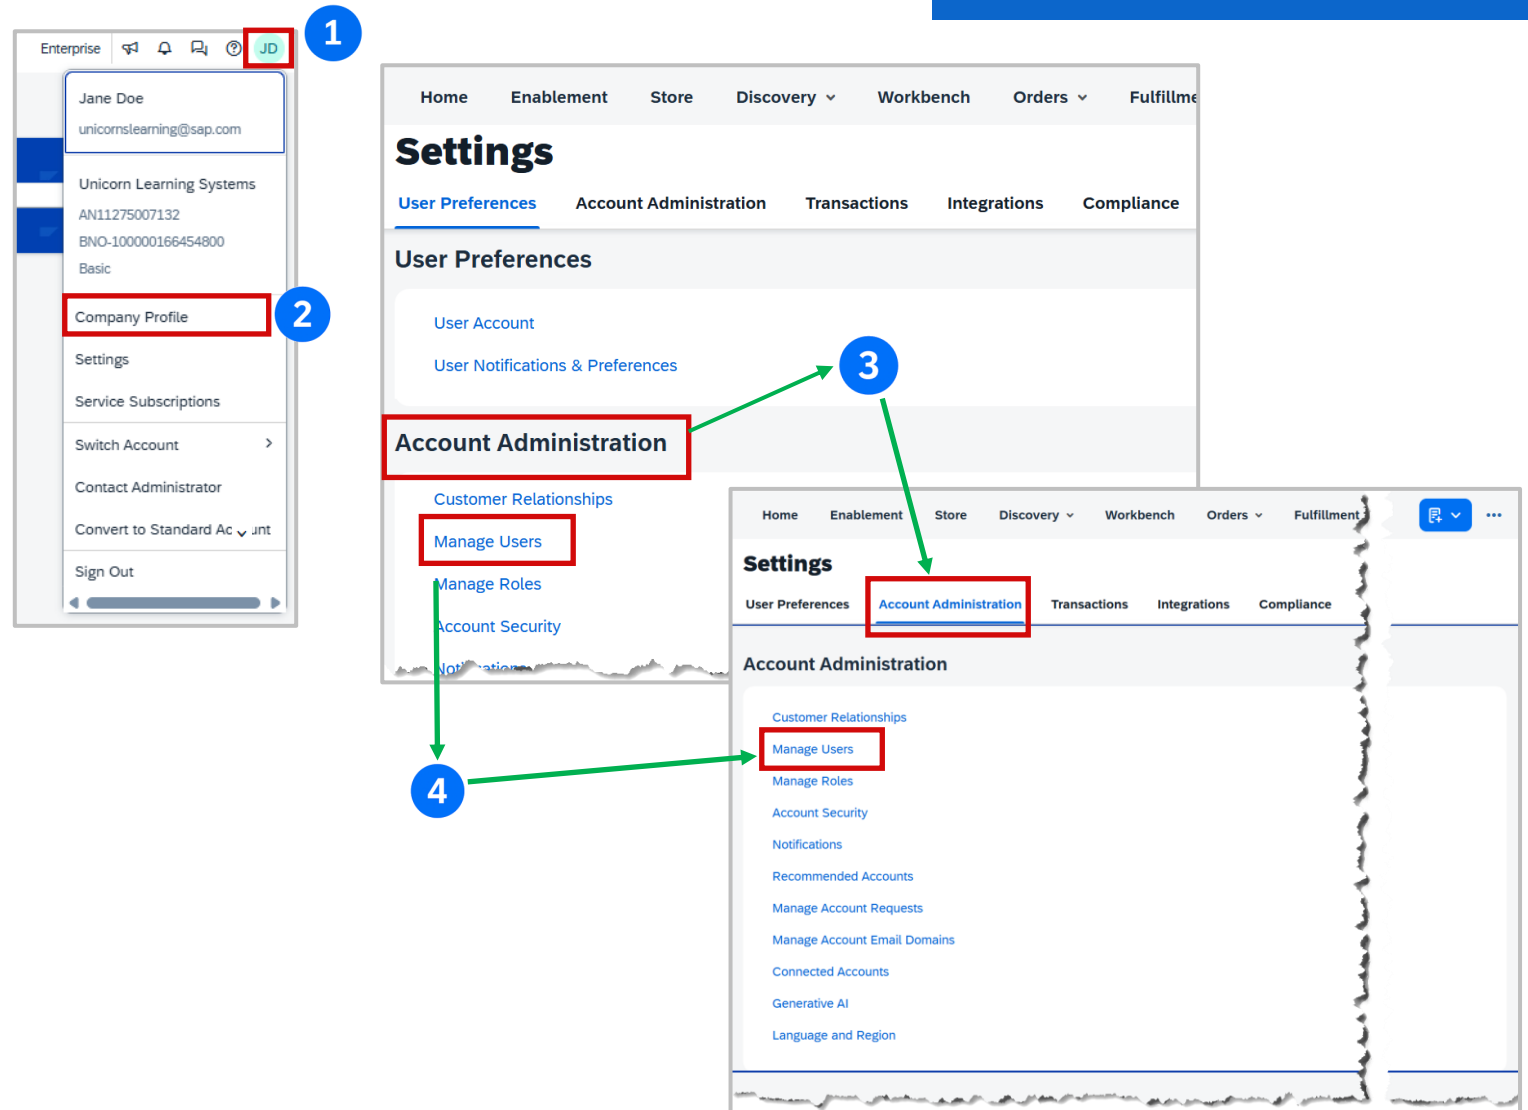 1
Enterprise
JD
Jane Doe
unicornslearning@sap.com
Unicorn Learning Systems
AN11275007132
BNO-100000166454800
Basic
Company Profile
2
Settings
Service Subscriptions
Switch Account
Contact Administrator
Convert to Standard
Sign Out
Home Enablement Store Discovery Workbench Orders
Settings
User Preferences Account Administration Transactions Integrations Compliance
User Preferences
User Account
User Notifications & Preferences
3
Account Administration
Customer Relationships
Manage Users
Manage Roles
Account Security
4
Home Enablement Store Discovery Workbench Orders Fulfillment
Settings
User Preferences Account Administration Transactions Integrations Compliance
Account Administration
Customer Relationships
Manage Users
Manage Roles
Account Security
Notifications
Recommended Accounts
Manage Account Requests
Manage Account Email Domains
Connected Accounts
Generative AI
Language and Region